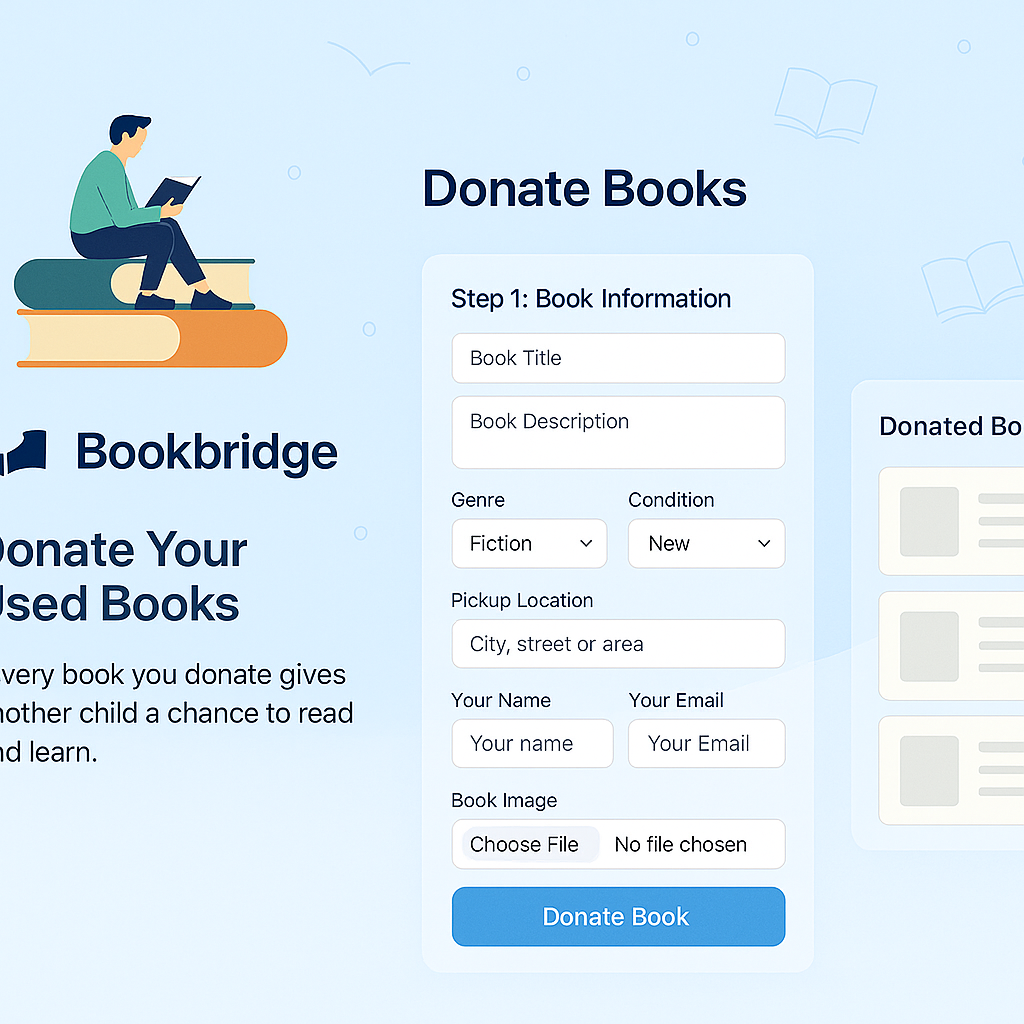 Bookbridge
onate Your
sed Books
very book you donate gives
nother child a chance to read
nd learn.
Donate Books
Step 1: Book Information
Book Title
Book Description
Genre
Condition
Fiction
New
Pickup Location
City, street or area
Your Name
Your Email
Your name
Your Email
Book Image
Choose File
No file chosen
Donate Book
Donated Bo